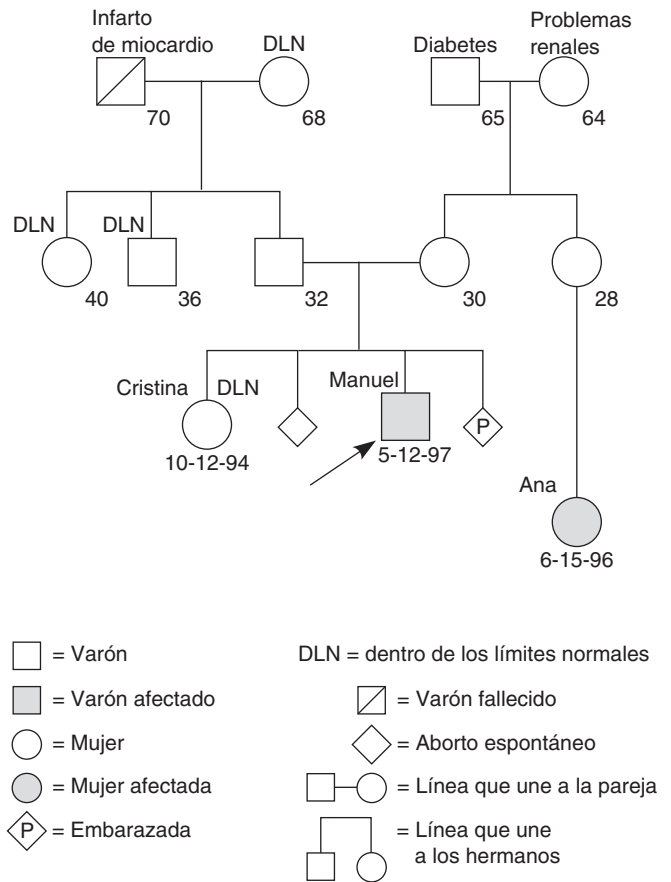 Infarto
de miocardio
DLN
Diabetes
Problemas
renales
70
68
65
64
DLN
DLN
40
36
32
30
28
Cristina
DLN
Manuel
P
10-12-94
5-12-97
Ana
6-15-96
= Varón
DLN = dentro de los límites normales
= Varón afectado
= Varón fallecido
= Mujer
= Aborto espontáneo
= Mujer afectada
= Línea que une a la pareja
P = Embarazada
= Línea que une
a los hermanos